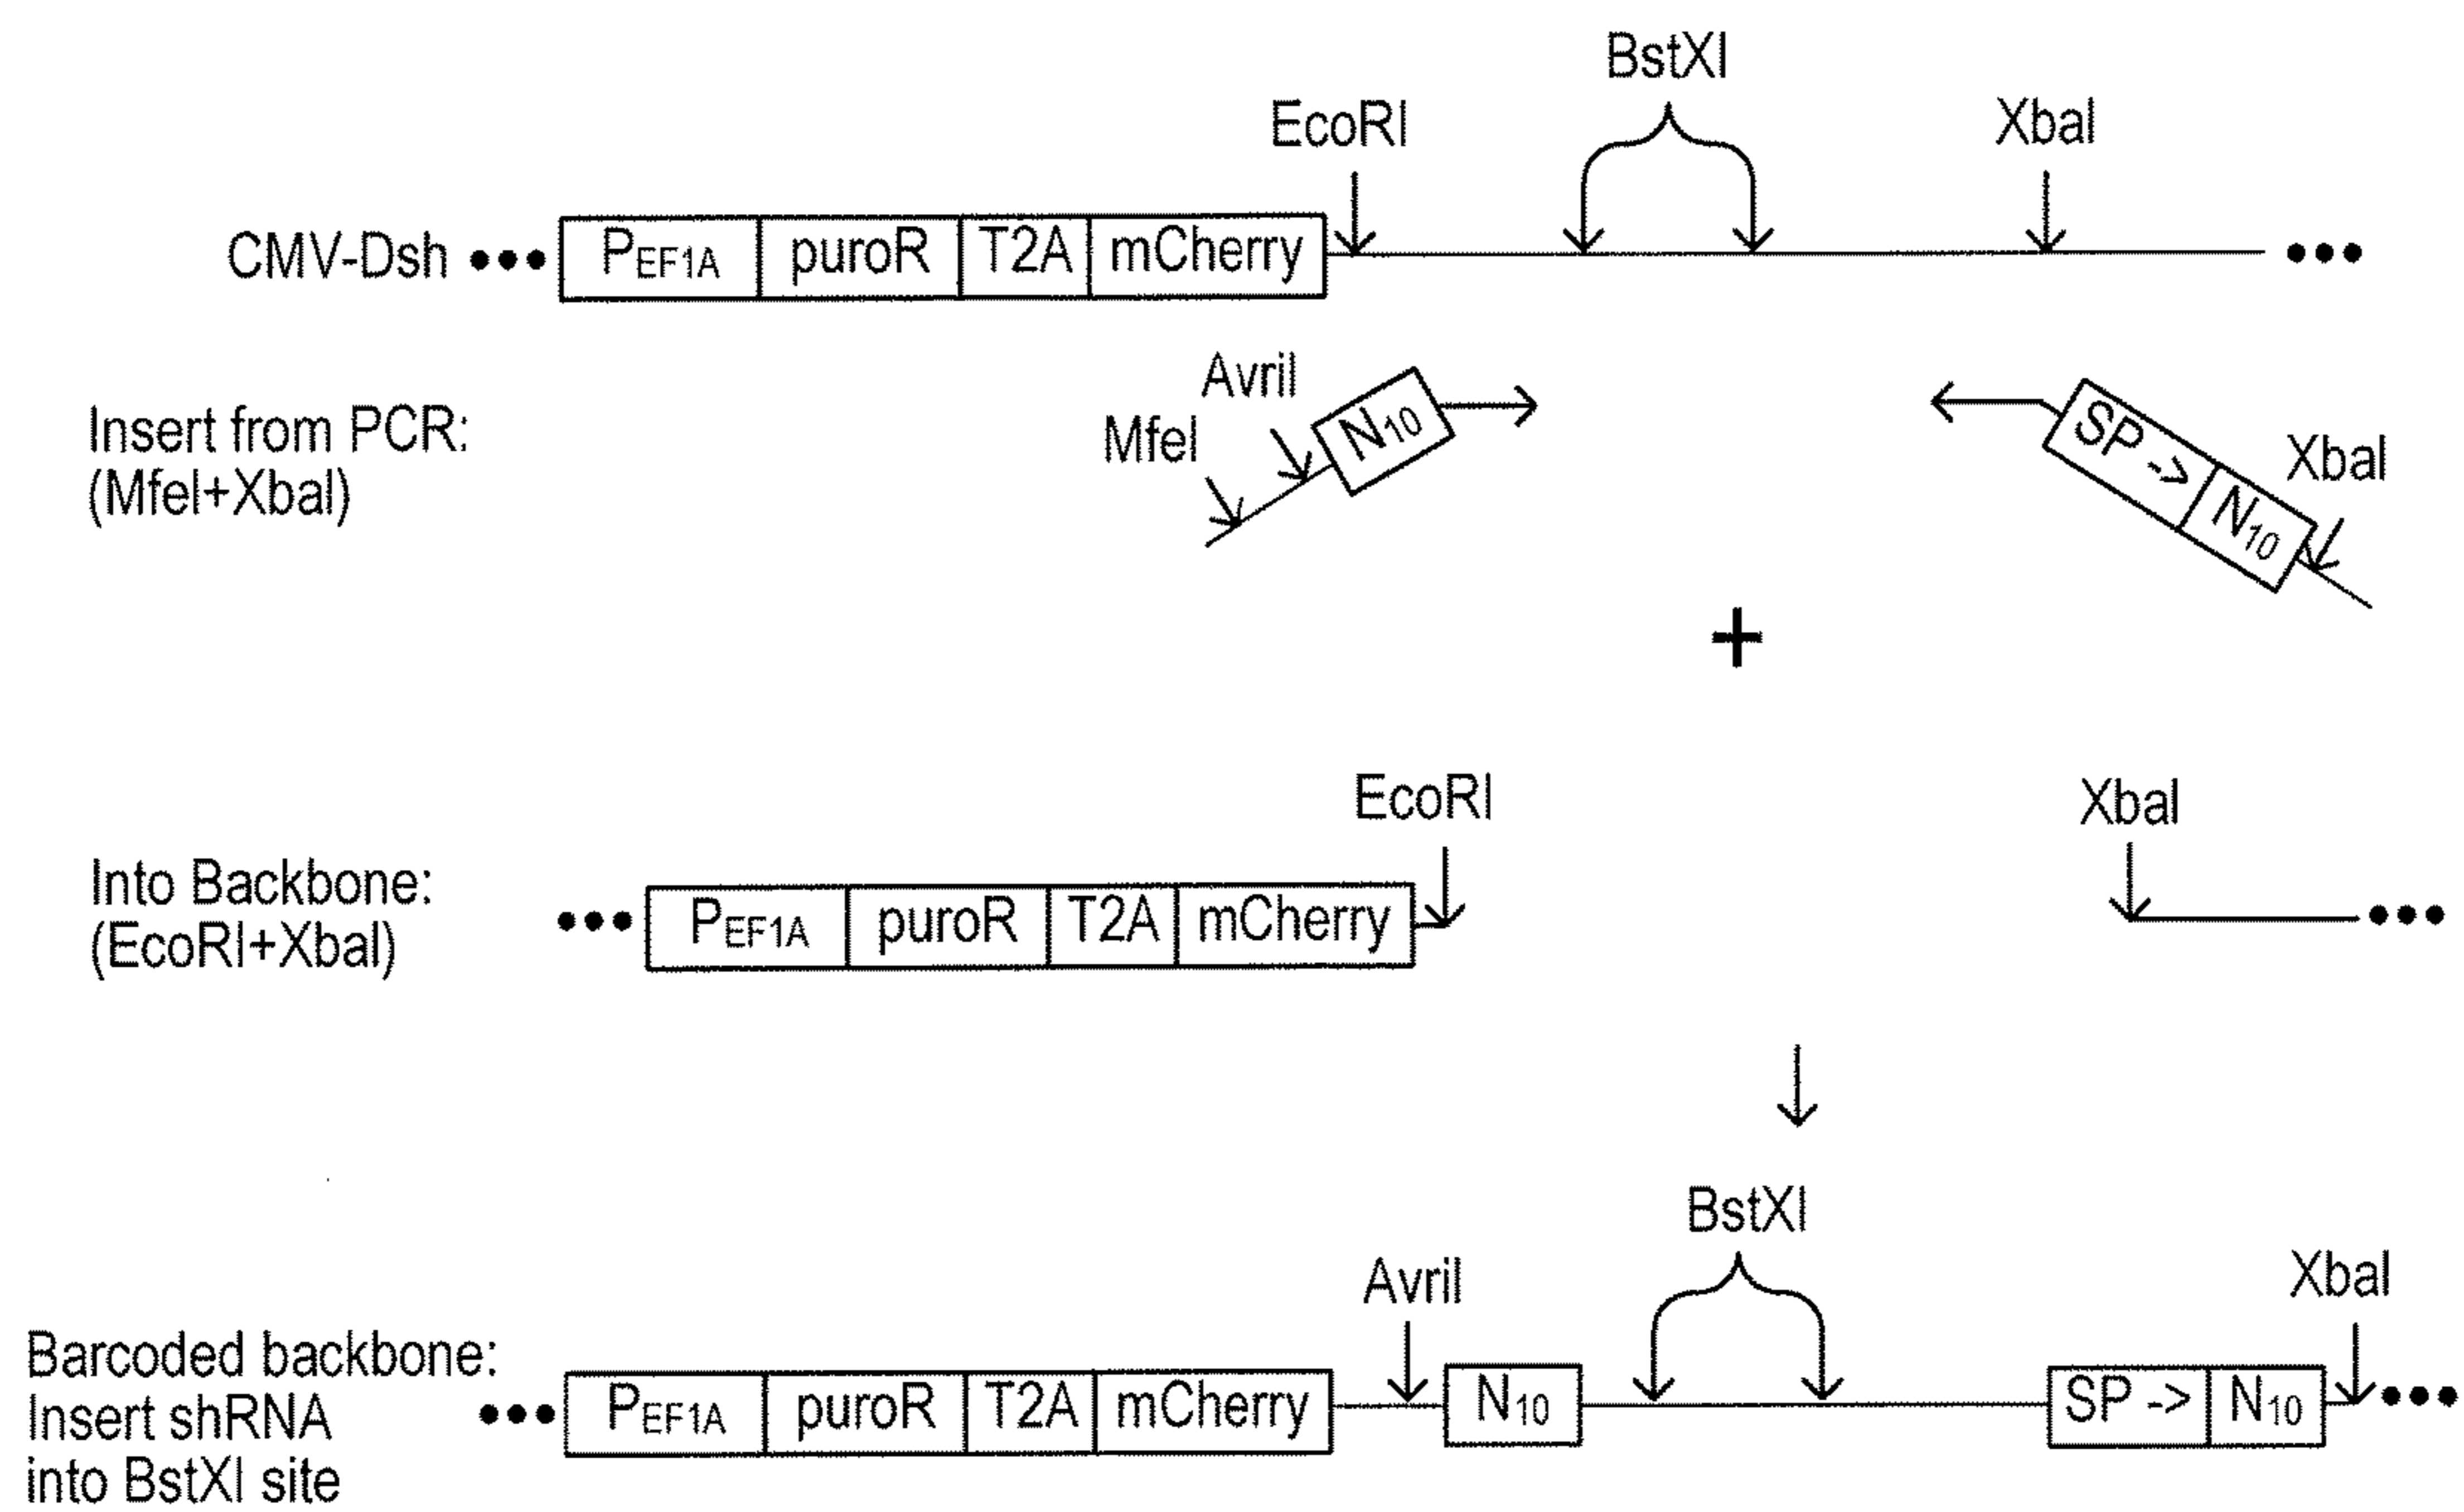 BstXI
EcoRI
XbaI
CMV-Dsh ••• PEF1A puroR T2A mCherry •••
Insert from PCR:
(MfeI+XbaI)
MfeI
AvrII
N10
SP -> N10
XbaI
+
EcoRI
XbaI
Into Backbone:
(EcoRI+XbaI)
••• PEF1A puroR T2A mCherry •••
BstXI
Avril
XbaI
Barcoded backbone:
Insert shRNA
into BstXI site
••• PEF1A puroR T2A mCherry N10 SP -> N10 •••